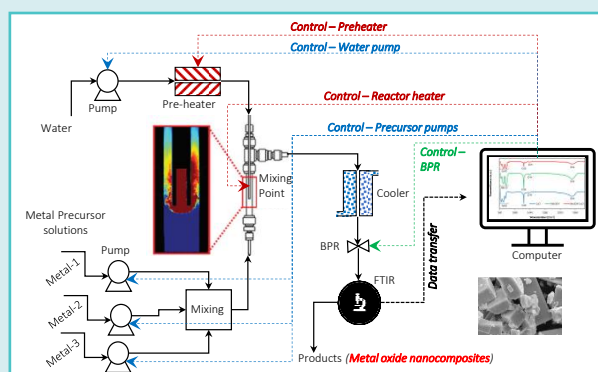 Control – Preheater
Control – Water pump
Pump
Pre-heater
Water
Control – Reactor heater
Control – Precursor pumps
Control –
BPR
Mixing
Point
Cooler
Metal Precursor
solutions
Pump
BPR
Data transfer
Computer
Metal-1
FTIR
Metal-2
Mixing
Metal-3
Products (Metal oxide nanocomposites)